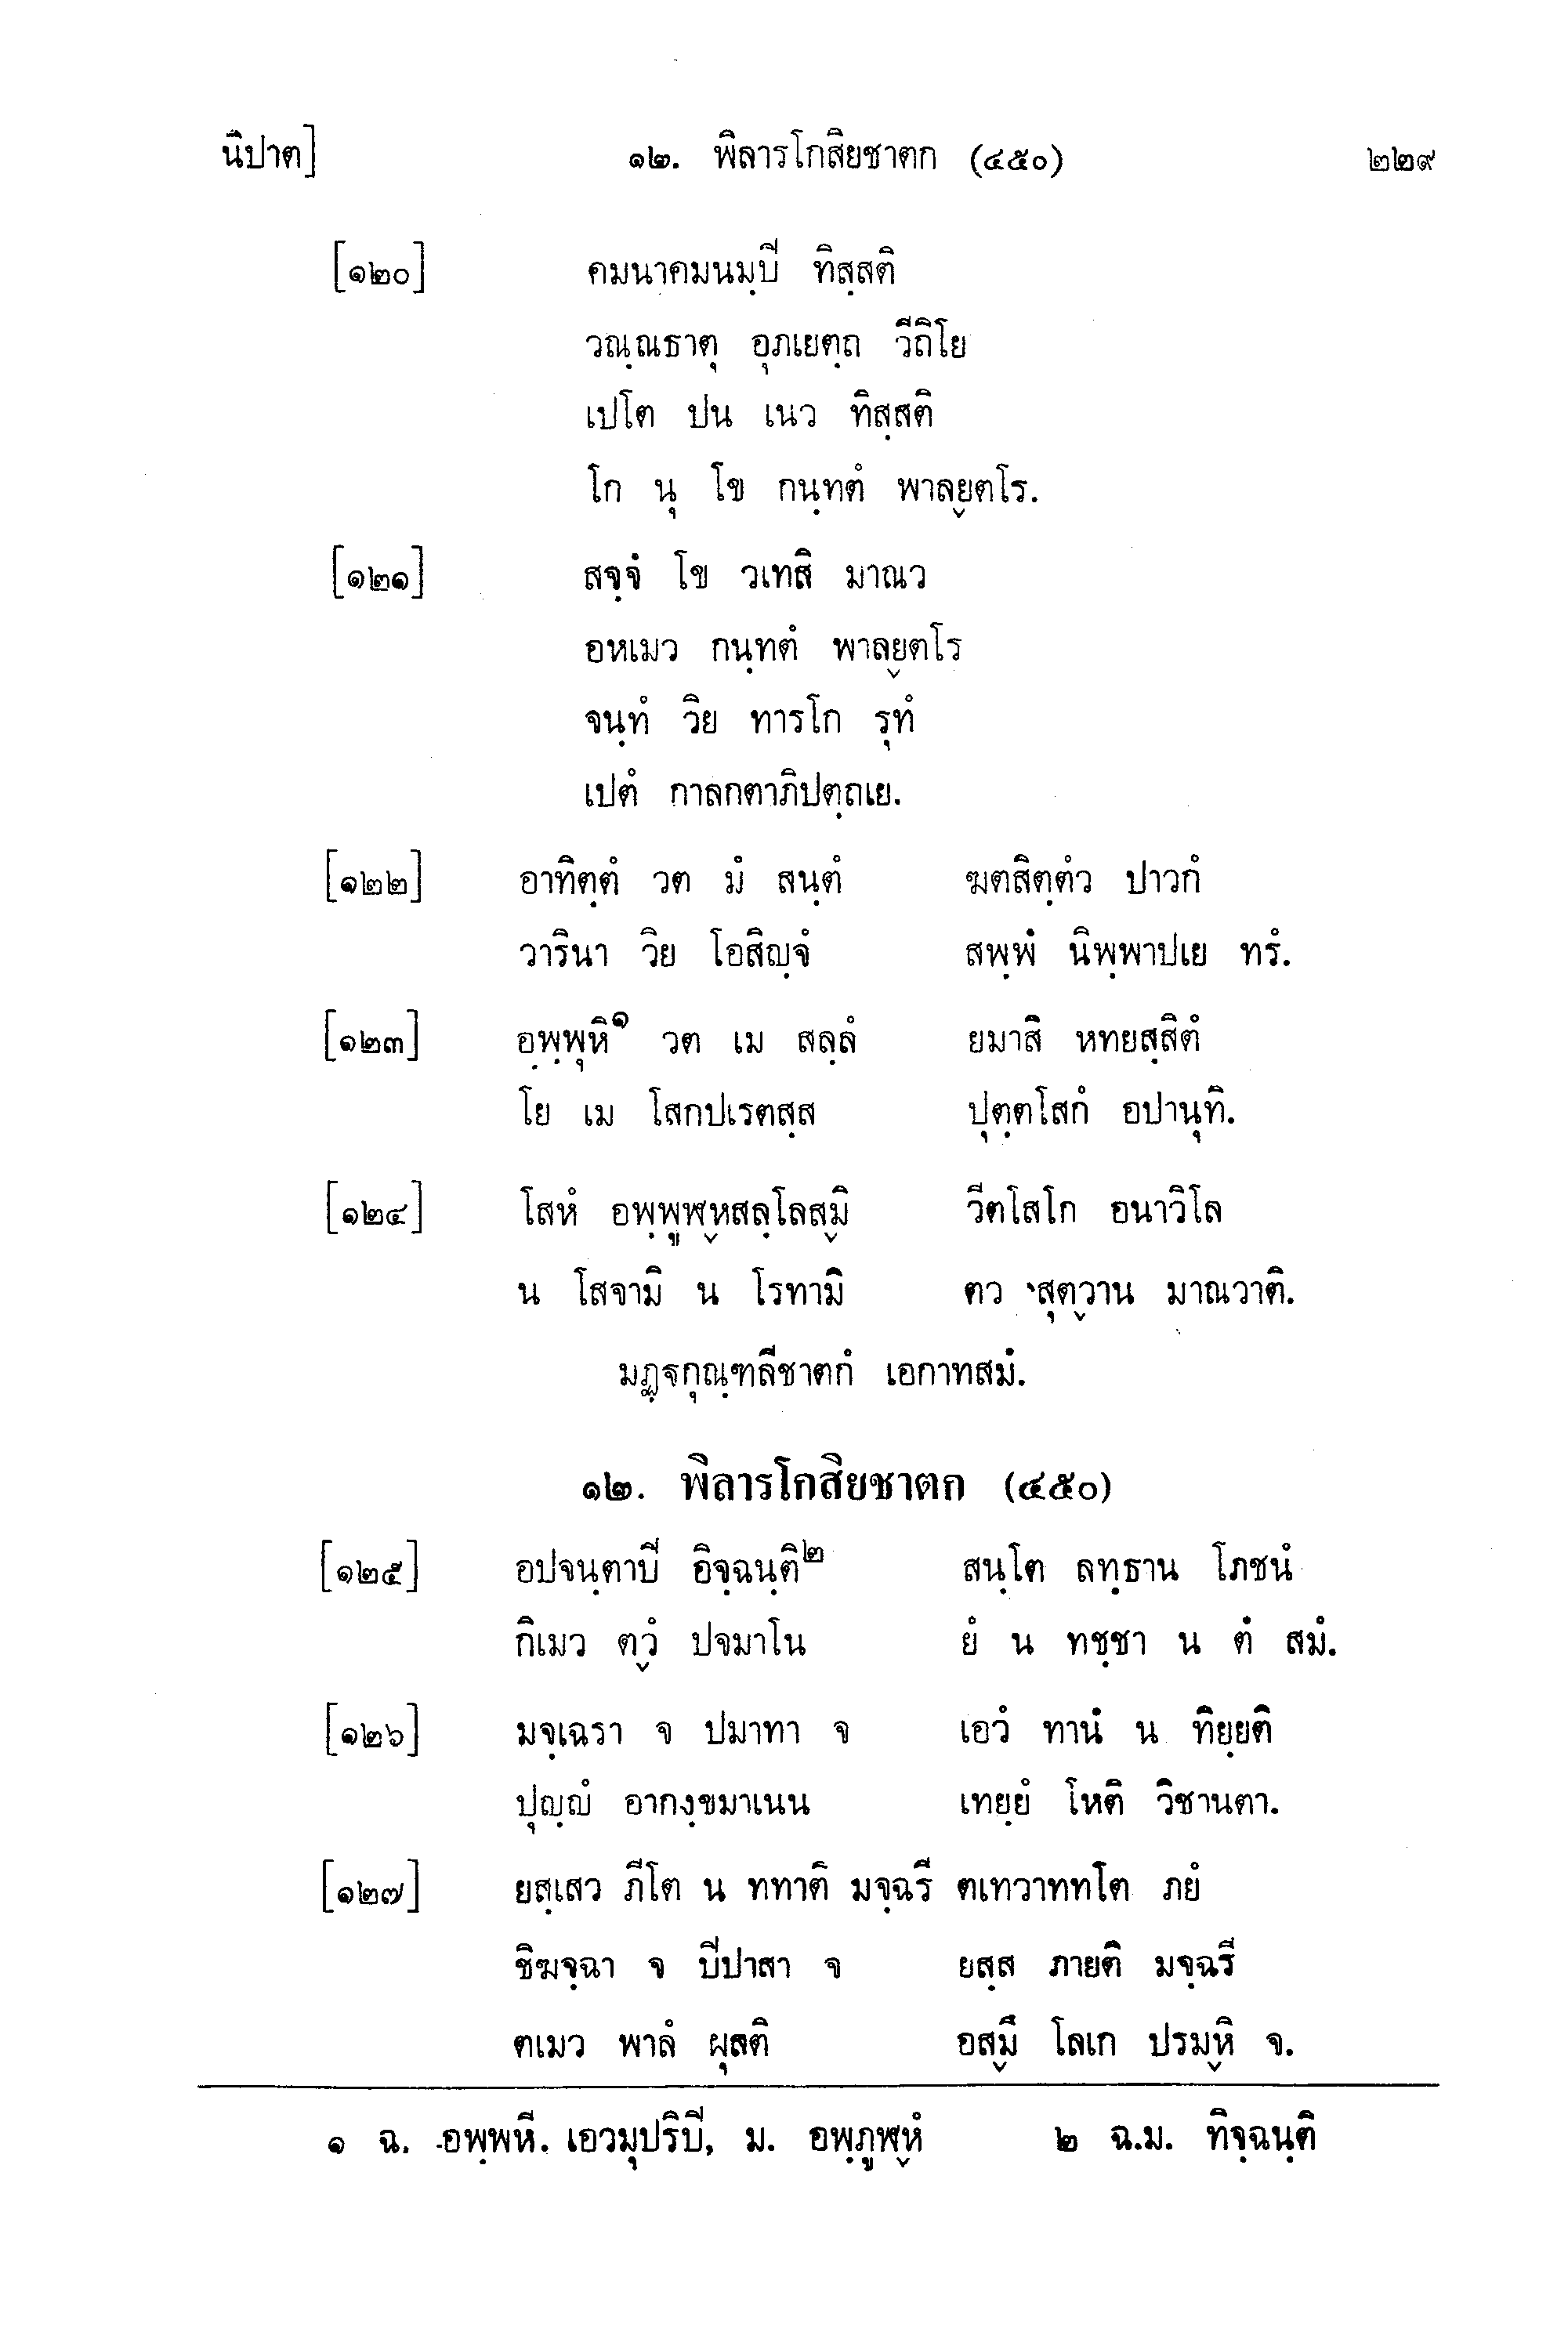 นิปาต] ๑๒. พิลารโกสิยชาตก (๔๕๐) ๒๒๙
[๑๒๐] คมนาคมนมฺปิ ทิสฺสติ
วณฺณธาตุ อุภเยตฺถ วีถิโย
เปโต ปน เนว ทิสฺสติ
โก นุ โข กนฺทตํ พาลฺยตโร.
[๑๒๑] สจฺจํ โข วเทสิ มาณว
อหเมว กนฺทตํ พาลฺยตโร
จนฺทํ วิย ทารโก รุทํ
เปตํ กาลกตาภิปตฺถเย.
[๑๒๒] อาทิตฺตํ วต มํ สนฺตํ ฆตสิตฺตํว ปาวกํ
วารินา วิย โอสิญฺจํ สพฺพํ นิพฺพาปเย ทรํ.
[๑๒๓] อพฺพุหิ๑ วต เม สลฺลํ ยมาสิ หทยสฺสิตํ
โย เม โสกปเรตสฺส ปุตฺตโสกํ อปานุทิ.
[๑๒๔] โสหํ อพฺพูฬฺหสลฺโลสฺมิ วีตโสโก อนาวิโล
น โสจามิ น โรทามิ ตว สุตฺวาน มาณวาติ.
มฏฺฐกุณฺฑลีชาตกํ เอกาทสมํ.
๑๒. พิลารโกสิยชาตก (๔๕๐)
[๑๒๕] อปจนฺตาปิ อิจฺฉนฺติ๒ สนฺโต ลทฺธาน โภชนํ
กิเมว ตฺวํ ปจมาโน ยํ น ทชฺชา น ตํ สมํ.
[๑๒๖] มจฺเฉรา จ ปมาทา จ เอวํ ทานํ น ทิยฺยติ
ปุญฺญํ อากงฺขมาเนน เทยฺยํ โหติ วิชานตา.
[๑๒๗] ยสฺเสว ภีโต น ททาติ มจฺฉรี ตเทวาททโต ภยํ
ชิฆจฺฉา จ ปิปาสา จ ยสฺส ภายติ มจฺฉรี
ตเมว พาลํ ผุสติ อสฺมึ โลเก ปรมฺหิ จ.
๑ ฉ. อพฺพหี. เอวมุปริปิ, ม. อพฺภูฬฺหํ ๒ ฉ.ม. ทิจฺฉนฺติ